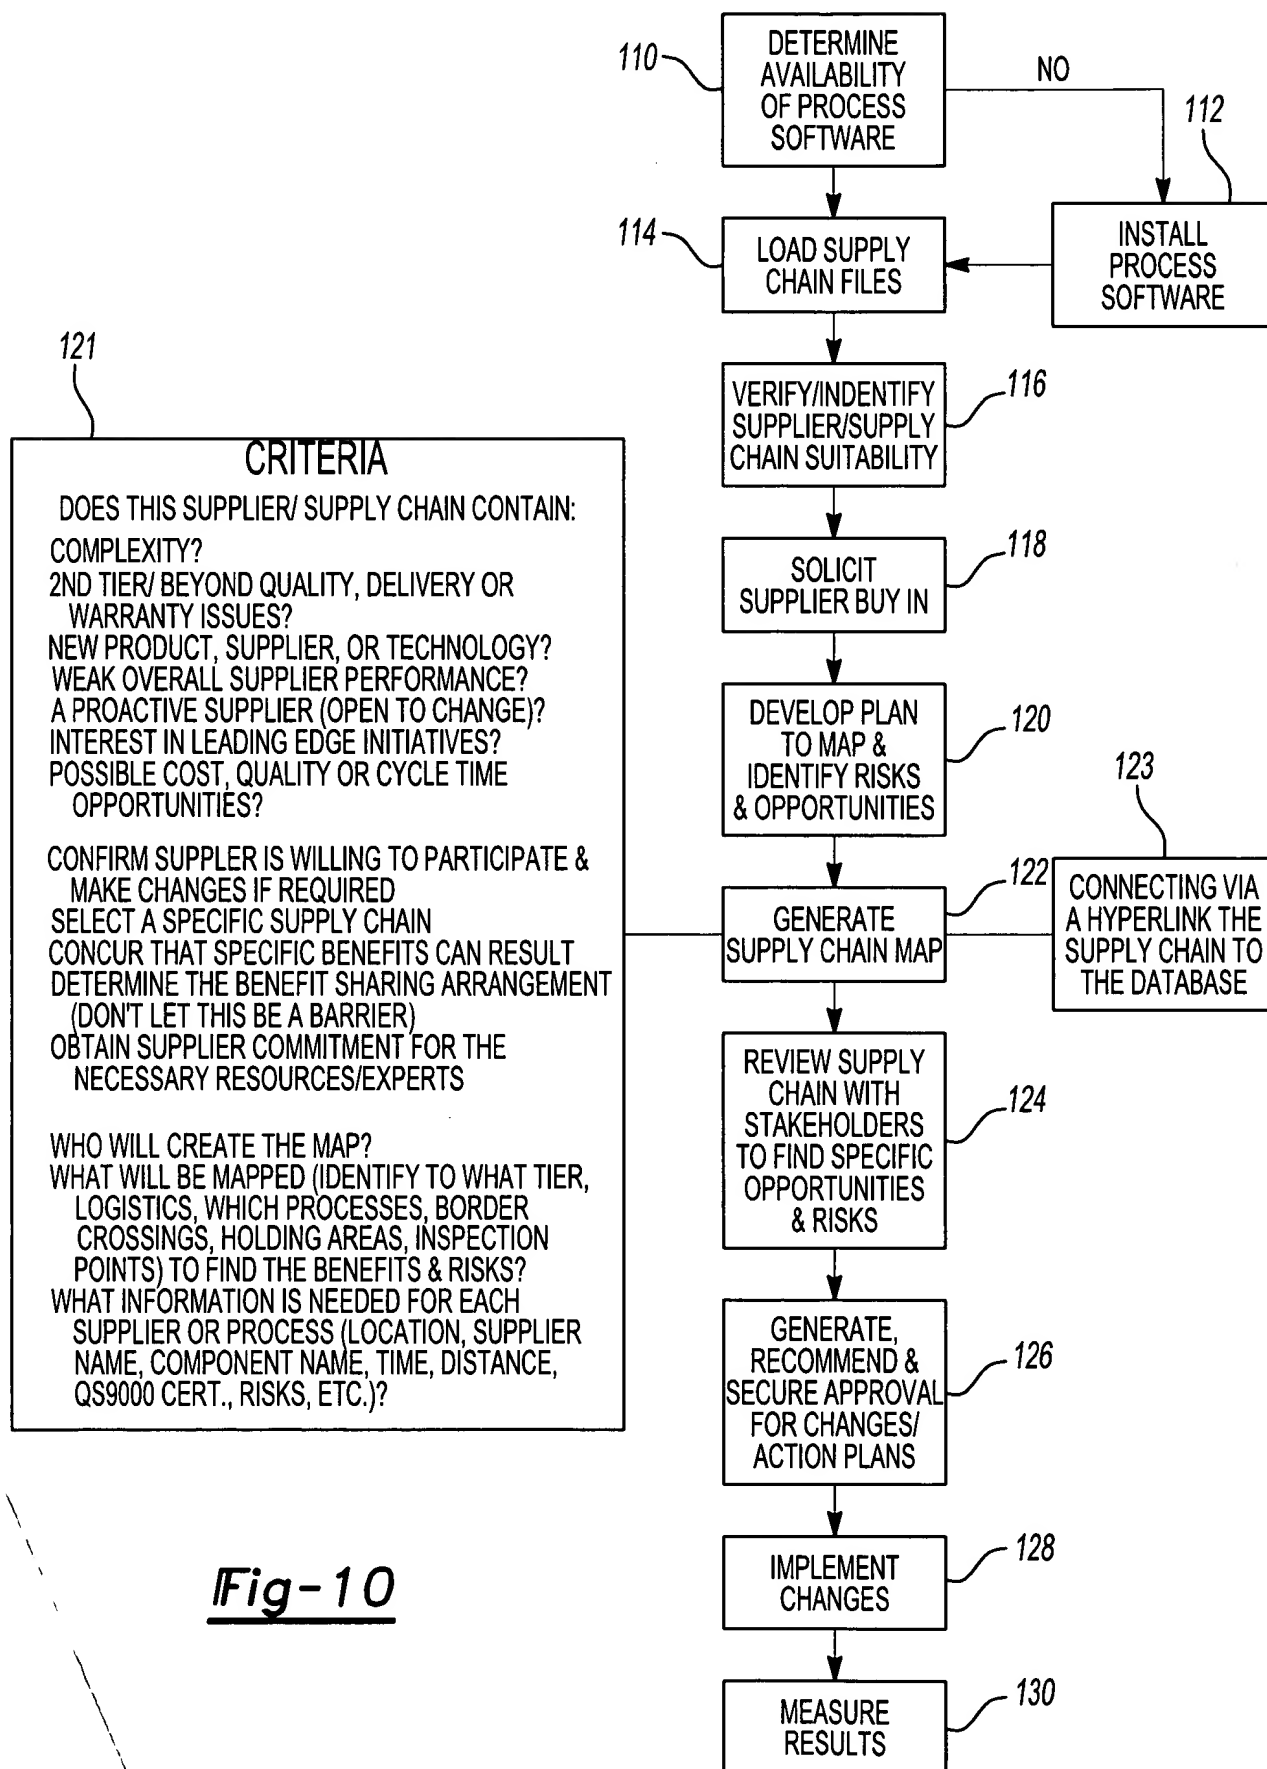 110
DETERMINE
AVAILABILITY
OF PROCESS
SOFTWARE
NO
112
INSTALL
PROCESS
SOFTWARE
114
LOAD SUPPLY
CHAIN FILES
116
VERIFY/INDENTIFY
SUPPLIER/SUPPLY
CHAIN SUITABILITY
118
SOLICIT
SUPPLIER BUY IN
120
DEVELOP PLAN
TO MAP &
IDENTIFY RISKS
& OPPORTUNITIES
121
CRITERIA
DOES THIS SUPPLIER/ SUPPLY CHAIN CONTAIN:
COMPLEXITY?
2ND TIER/ BEYOND QUALITY, DELIVERY OR
WARRANTY ISSUES?
NEW PRODUCT, SUPPLIER, OR TECHNOLOGY?
WEAK OVERALL SUPPLIER PERFORMANCE?
A PROACTIVE SUPPLIER (OPEN TO CHANGE)?
INTEREST IN LEADING EDGE INITIATIVES?
POSSIBLE COST, QUALITY OR CYCLE TIME
OPPORTUNITIES?
CONFIRM SUPPLER IS WILLING TO PARTICIPATE &
MAKE CHANGES IF REQUIRED
SELECT A SPECIFIC SUPPLY CHAIN
CONCUR THAT SPECIFIC BENEFITS CAN RESULT
DETERMINE THE BENEFIT SHARING ARRANGEMENT
(DON'T LET THIS BE A BARRIER)
OBTAIN SUPPLIER COMMITMENT FOR THE
NECESSARY RESOURCES/EXPERTS
WHO WILL CREATE THE MAP?
WHAT WILL BE MAPPED (IDENTIFY TO WHAT TIER,
LOGISTICS, WHICH PROCESSES, BORDER
CROSSINGS, HOLDING AREAS, INSPECTION
POINTS) TO FIND THE BENEFITS & RISKS?
WHAT INFORMATION IS NEEDED FOR EACH
SUPPLIER OR PROCESS (LOCATION, SUPPLIER
NAME, COMPONENT NAME, TIME, DISTANCE,
QS9000 CERT., RISKS, ETC.)?
122
GENERATE
SUPPLY CHAIN MAP
123
CONNECTING VIA
A HYPERLINK THE
SUPPLY CHAIN TO
THE DATABASE
124
REVIEW SUPPLY
CHAIN WITH
STAKEHOLDERS
TO FIND SPECIFIC
OPPORTUNITIES
& RISKS
126
GENERATE,
RECOMMEND &
SECURE APPROVAL
FOR CHANGES/
ACTION PLANS
128
IMPLEMENT
CHANGES
130
MEASURE
RESULTS
Fig-10